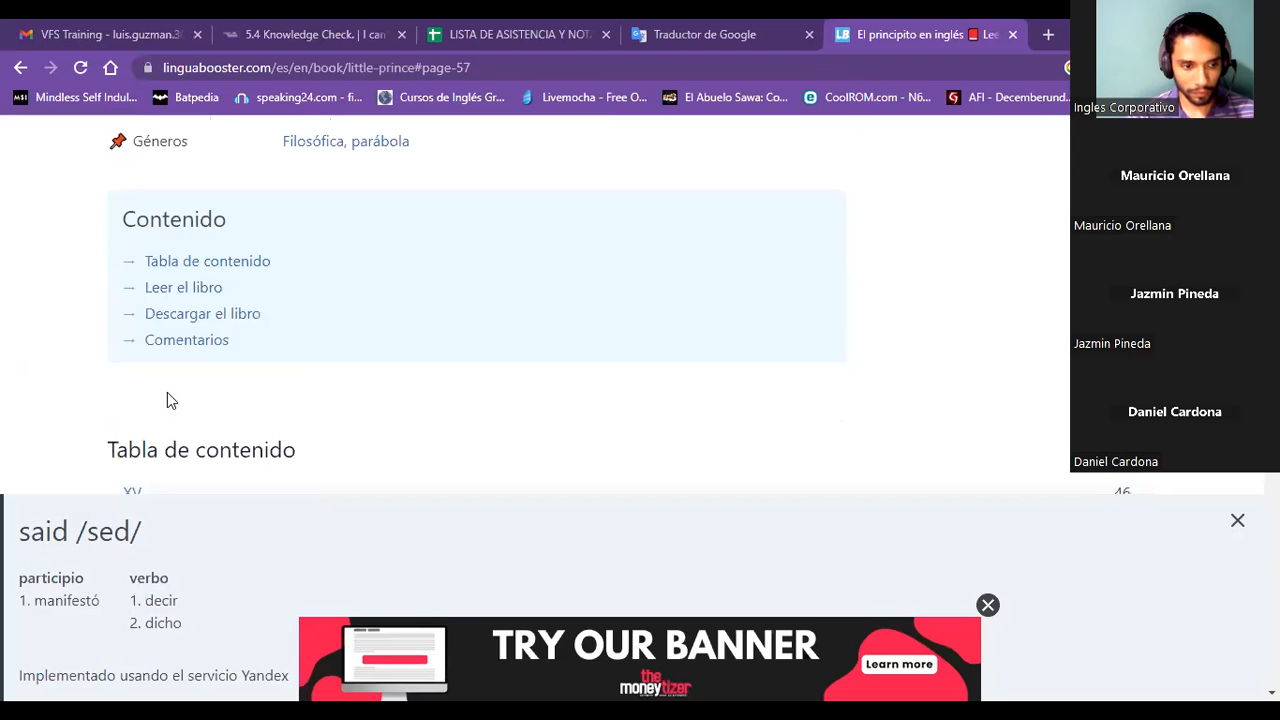 VFS Training - luis.guzman.3
5.4 Knowledge Check. | I can
LISTA DE ASISTENCIA Y NOTA
Traductor de Google
El principito en inglés
Lee
linguabooster.com/es/en/book/little-prince#page-57
Mindless Self Indul...
Batpedia
speaking24.com - fi...
Cursos de Inglés Gr...
Livemocha - Free O...
El Abuelo Sawa: Co...
CoolROM.com - N6...
AFI - Decemberund
Ingles Corporativo
Géneros
Filosófica, parábola
Contenido
→ Tabla de contenido
→ Leer el libro
→ Descargar el libro
→ Comentarios
Tabla de contenido
XV
46
Mauricio Orellana
Mauricio Orellana
Jazmin Pineda
Jazmin Pineda
Daniel Cardona
Daniel Cardona
said /sed/
participio
1. manifestó
verbo
1. decir
2. dicho
Implementado usando el servicio Yandex
TRY OUR BANNER
the
moneytizer
Learn more